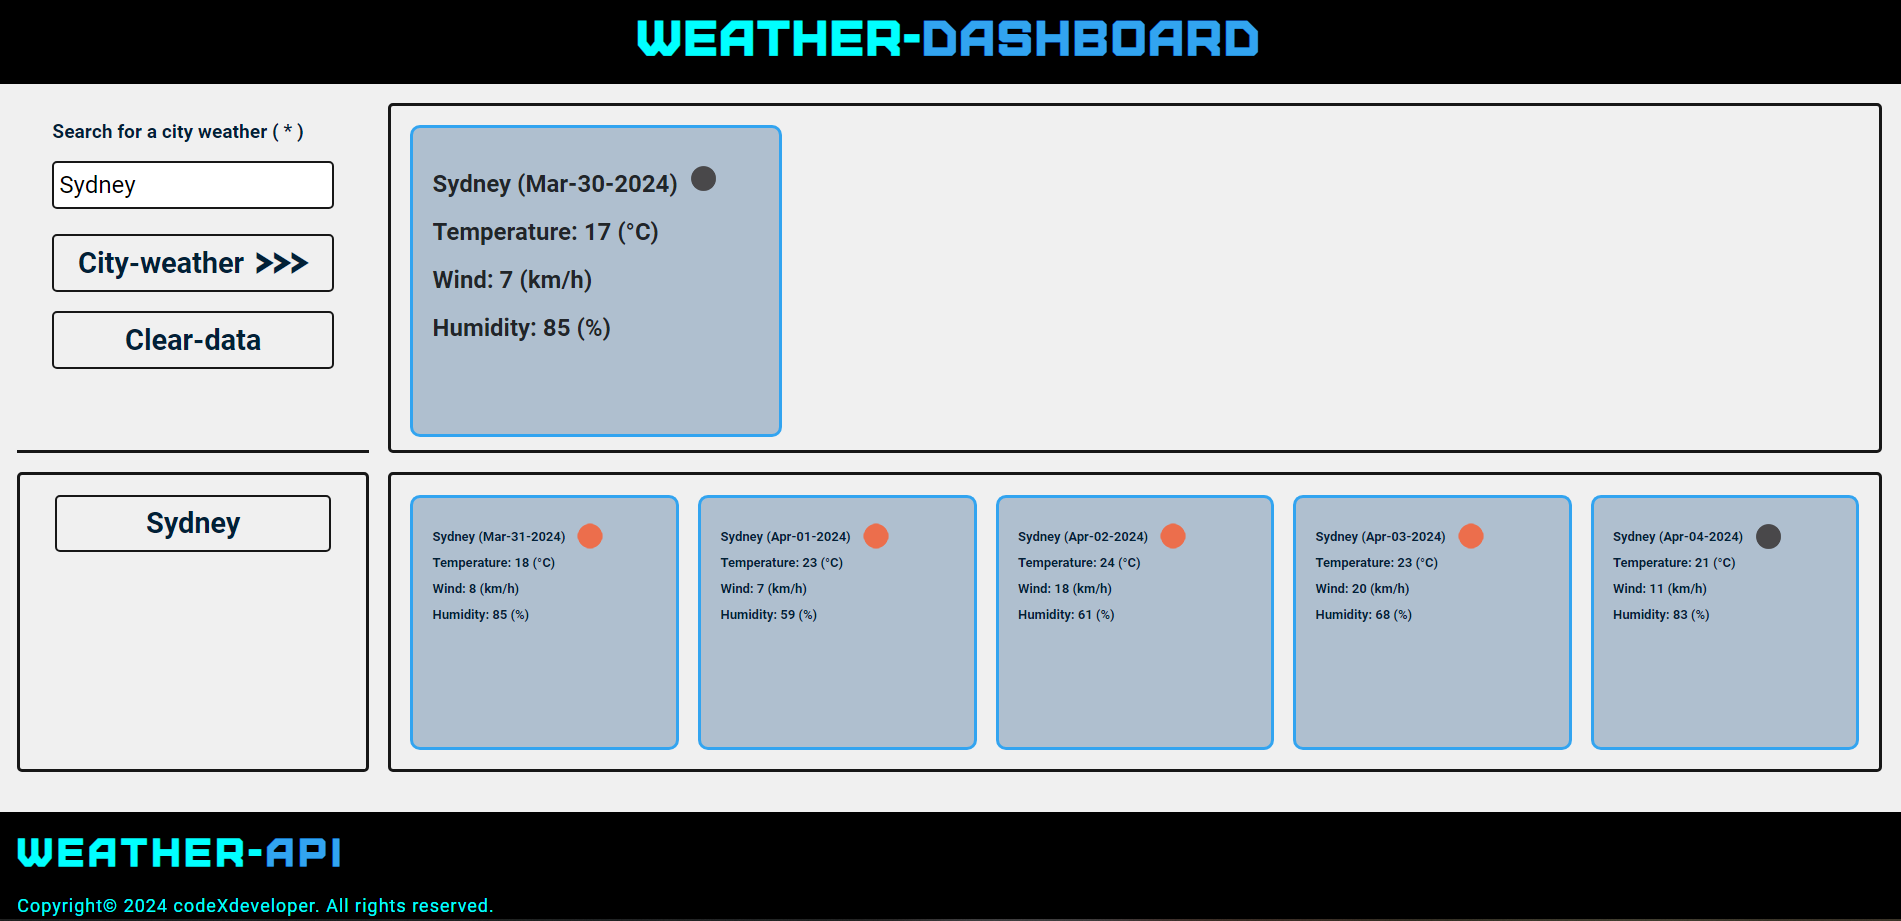 WEATHER-DASHBOARD
Search for a city weather ( * )
Sydney
City-weather >>>
Clear-data
Sydney (Mar-30-2024)
Temperature: 17 (°C)
Wind: 7 (km/h)
Humidity: 85 (%)
Sydney
Sydney (Mar-31-2024)
Temperature: 18 (°C)
Wind: 8 (km/h)
Humidity: 85 (%)
Sydney (Apr-01-2024)
Temperature: 23 (°C)
Wind: 7 (km/h)
Humidity: 59 (%)
Sydney (Apr-02-2024)
Temperature: 24 (°C)
Wind: 18 (km/h)
Humidity: 61 (%)
Sydney (Apr-03-2024)
Temperature: 23 (°C)
Wind: 20 (km/h)
Humidity: 68 (%)
Sydney (Apr-04-2024)
Temperature: 21 (°C)
Wind: 11 (km/h)
Humidity: 83 (%)
WEATHER-API
Copyright© 2024 codeXdeveloper. All rights reserved.